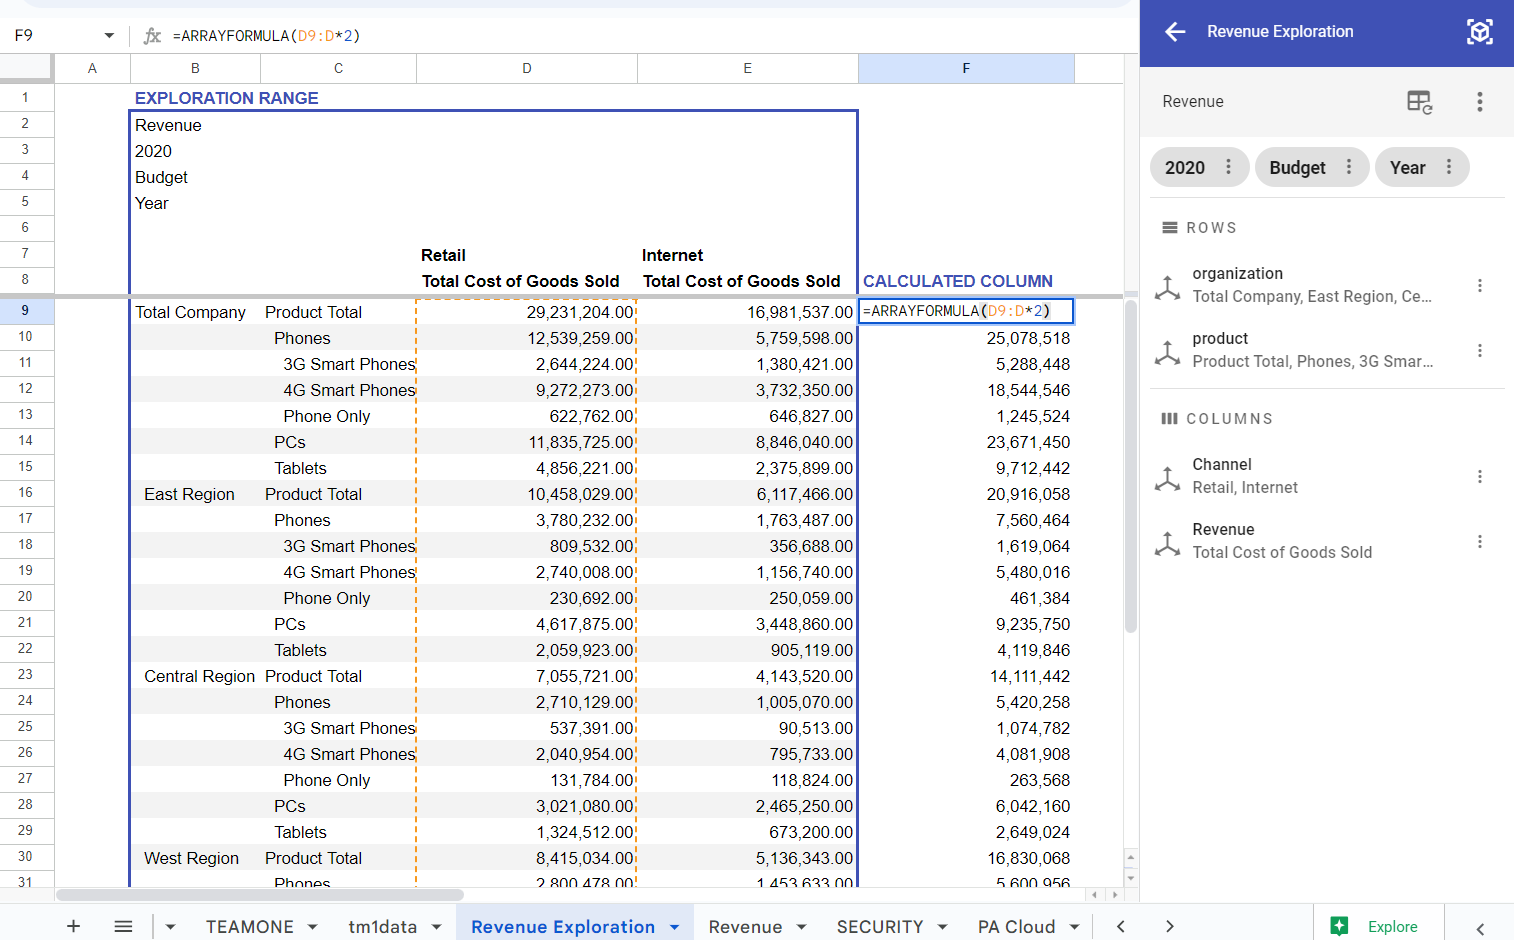 F9 fx =ARRAYFORMULA(D9:D*2)
A B C D E F
1 EXPLORATION RANGE
2 Revenue
3 2020
4 Budget
5 Year
6
7 Retail Internet
8 Total Cost of Goods Sold Total Cost of Goods Sold CALCULATED COLUMN
9 Total Company Product Total 29,231,204.00 16,981,537.00 =ARRAYFORMULA(D9:D*2)
10 Phones 12,539,259.00 5,759,598.00 25,078,518
11 3G Smart Phones 2,644,224.00 1,380,421.00 5,288,448
12 4G Smart Phones 9,272,273.00 3,732,350.00 18,544,546
13 Phone Only 622,762.00 646,827.00 1,245,524
14 PCs 11,835,725.00 8,846,040.00 23,671,450
15 Tablets 4,856,221.00 2,375,899.00 9,712,442
16 East Region Product Total 10,458,029.00 6,117,466.00 20,916,058
17 Phones 3,780,232.00 1,763,487.00 7,560,464
18 3G Smart Phones 809,532.00 356,688.00 1,619,064
19 4G Smart Phones 2,740,008.00 1,156,740.00 5,480,016
20 Phone Only 230,692.00 250,059.00 461,384
21 PCs 4,617,875.00 3,448,860.00 9,235,750
22 Tablets 2,059,923.00 905,119.00 4,119,846
23 Central Region Product Total 7,055,721.00 4,143,520.00 14,111,442
24 Phones 2,710,129.00 1,005,070.00 5,420,258
25 3G Smart Phones 537,391.00 90,513.00 1,074,782
26 4G Smart Phones 2,040,954.00 795,733.00 4,081,908
27 Phone Only 131,784.00 118,824.00 263,568
28 PCs 3,021,080.00 2,465,250.00 6,042,160
29 Tablets 1,324,512.00 673,200.00 2,649,024
30 West Region Product Total 8,415,034.00 5,136,343.00 16,830,068
31 Phones 2,800,478.00 1,453,633.00 5,600,956
TEAMONE tm1data Revenue Exploration Revenue SECURITY PA Cloud Explore
Revenue Exploration
Revenue
2020 Budget Year
ROWS
organization
Total Company, East Region, Ce...
product
Product Total, Phones, 3G Smar...
COLUMNS
Channel
Retail, Internet
Revenue
Total Cost of Goods Sold